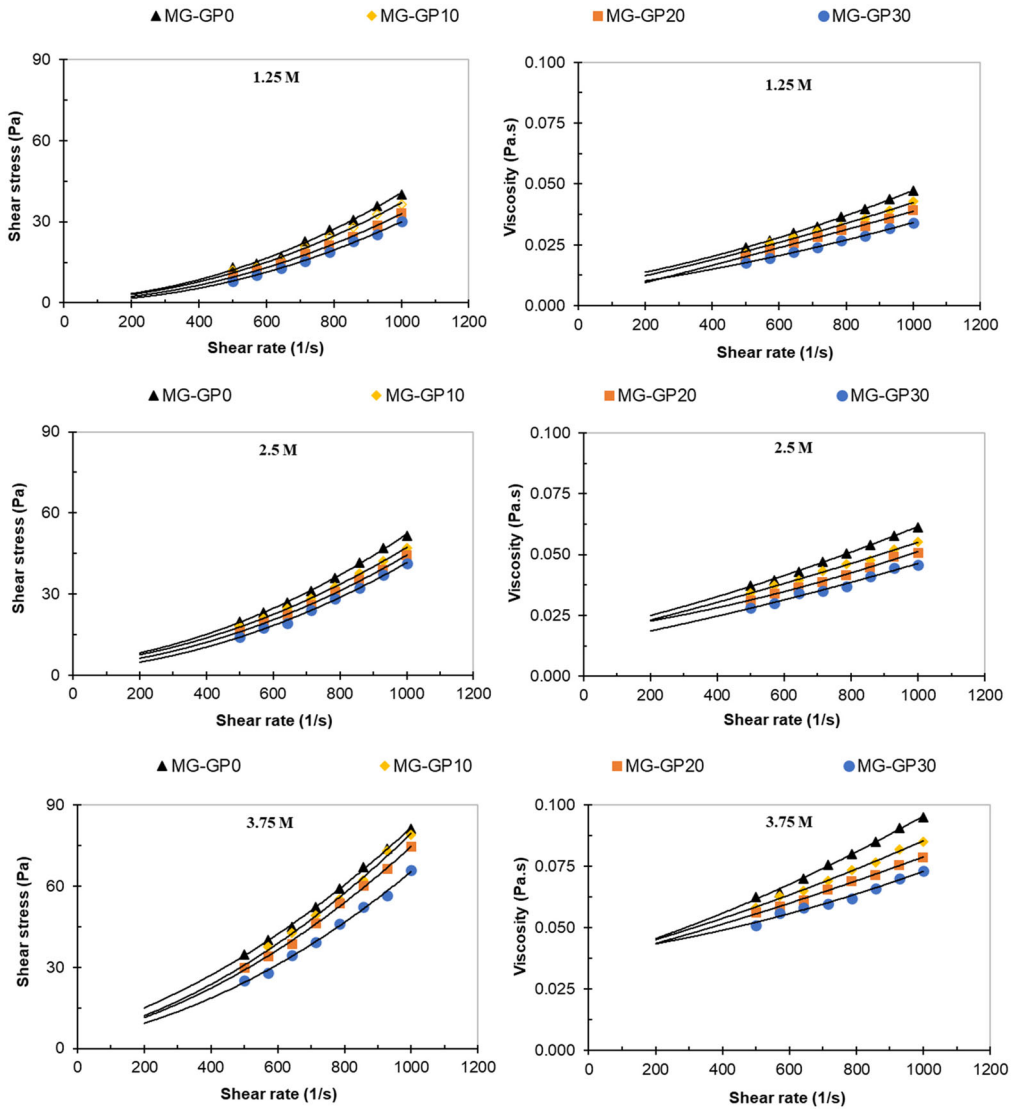 ▲MG-GP0 ◆MG-GP10 ■MG-GP20 ●MG-GP30
90
60
30
0
0 200 400 600 800 1000 1200
Shear stress (Pa)
Shear rate (1/s)
1.25 M
0.100
0.075
0.050
0.025
0.000
0 200 400 600 800 1000 1200
Viscosity (Pa.s)
Shear rate (1/s)
1.25 M
▲MG-GP0 ◆MG-GP10 ■MG-GP20 ●MG-GP30
90
60
30
0
0 200 400 600 800 1000 1200
Shear stress (Pa)
Shear rate (1/s)
2.5 M
0.100
0.075
0.050
0.025
0.000
0 200 400 600 800 1000 1200
Viscosity (Pa.s)
Shear rate (1/s)
2.5 M
▲MG-GP0 ◆MG-GP10 ■MG-GP20 ●MG-GP30
90
60
30
0
0 200 400 600 800 1000 1200
Shear stress (Pa)
Shear rate (1/s)
3.75 M
0.100
0.075
0.050
0.025
0.000
0 200 400 600 800 1000 1200
Viscosity (Pa.s)
Shear rate (1/s)
3.75 M